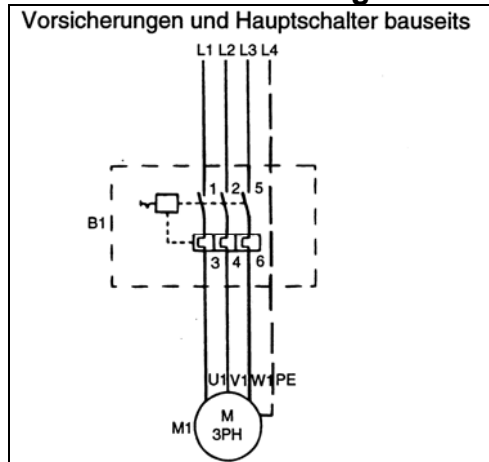 Vorsicherungen und Hauptschalter bauseits
L1 L2 L3 L4
1 2 5
B1
3 4 6
U1 V1 W1 PE
M1
M
3PH